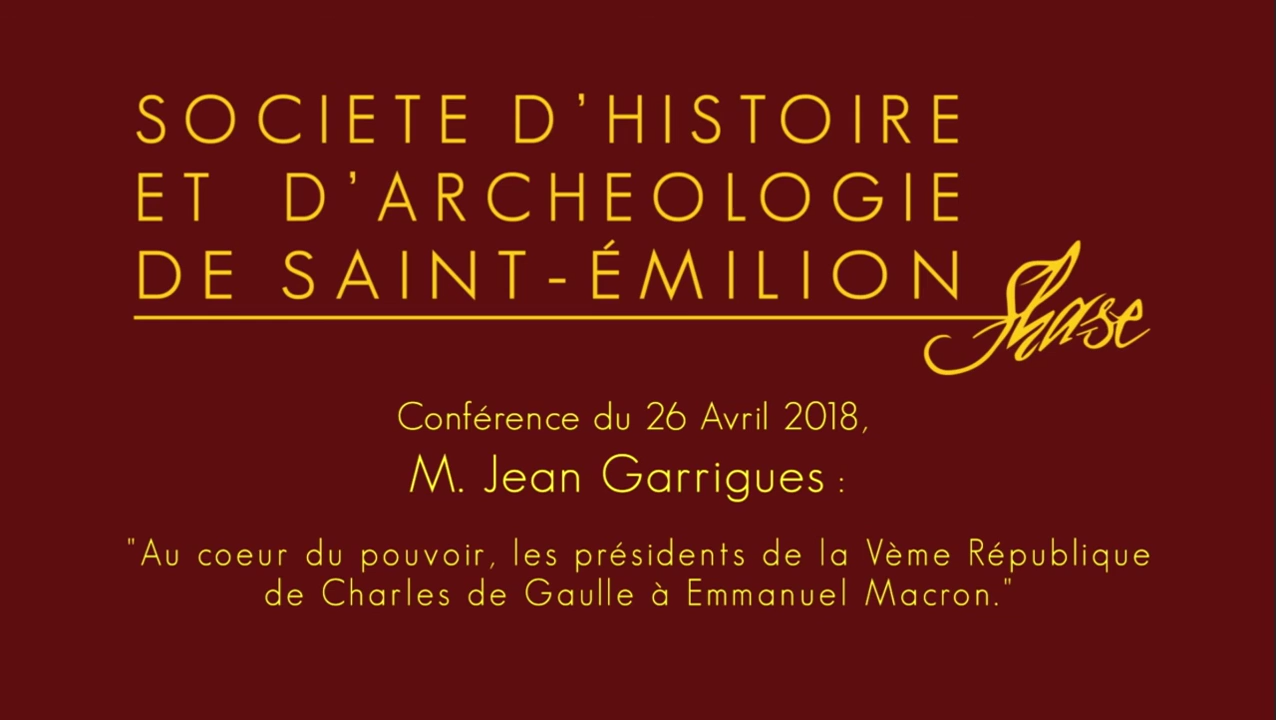 SOCIETE D'HISTOIRE
ET D'ARCHEOLOGIE
DE SAINT-ÉMILION
Shase
Conférence du 26 Avril 2018,
M. Jean Garrigues :
"Au coeur du pouvoir, les présidents de la Vème République
de Charles de Gaulle à Emmanuel Macron."